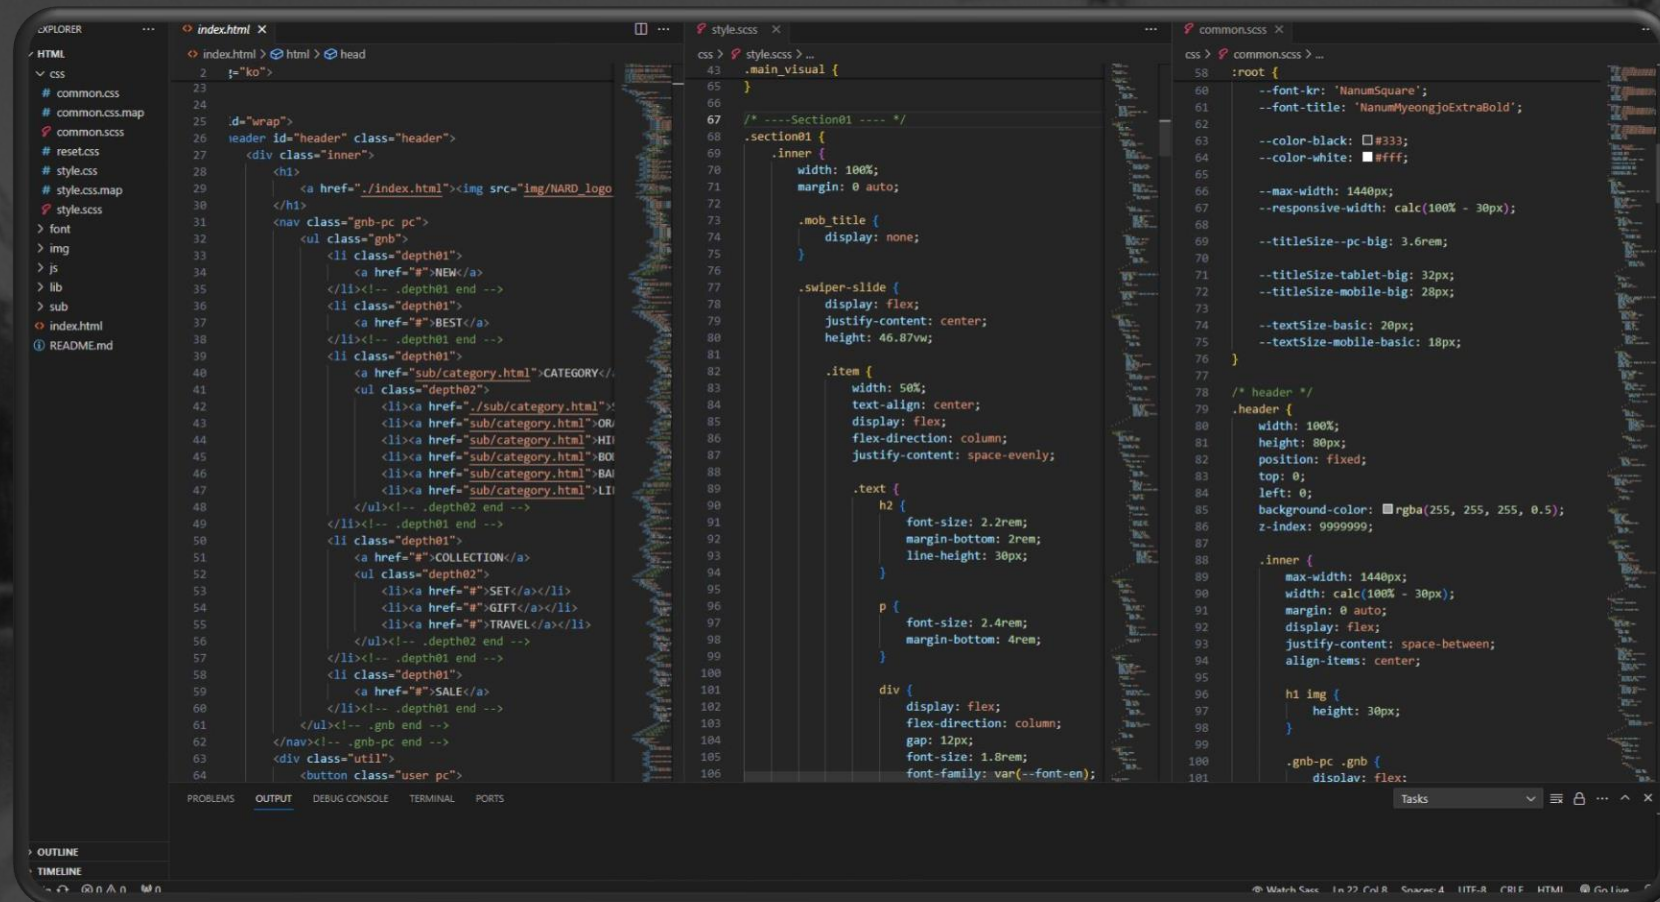 EXPLORER ···
HTML
css
# common.css
# common.css.map
common.scss
# reset.css
# style.css
# style.css.map
style.scss
font
img
js
lib
sub
index.html
README.md
OUTLINE
TIMELINE
index.html
index.html > html > head
2 ="ko">
23
24
25 id="wrap">
26 header id="header" class="header">
27 <div class="inner">
28 <h1>
29 <a href="./index.html"><img src="img/NARD_logo
30 </h1>
31 <nav class="gnb-pc pc">
32 <ul class="gnb">
33 <li class="depth01">
34 <a href="#">NEW</a>
35 </li><!-- .depth01 end -->
36 <li class="depth01">
37 <a href="#">BEST</a>
38 </li><!-- .depth01 end -->
39 <li class="depth01">
40 <a href="sub/category.html">CATEGORY</
41 <ul class="depth02">
42 <li><a href="./sub/category.html">
43 <li><a href="sub/category.html">OR
44 <li><a href="sub/category.html">HI
45 <li><a href="sub/category.html">BO
46 <li><a href="sub/category.html">BA
47 <li><a href="sub/category.html">LI
48 </ul><!-- .depth02 end -->
49 </li><!-- .depth01 end -->
50 <li class="depth01">
51 <a href="#">COLLECTION</a>
52 <ul class="depth02">
53 <li><a href="#">SET</a></li>
54 <li><a href="#">GIFT</a></li>
55 <li><a href="#">TRAVEL</a></li>
56 </ul><!-- .depth02 end -->
57 </li><!-- .depth01 end -->
58 <li class="depth01">
59 <a href="#">SALE</a>
60 </li><!-- .depth01 end -->
61 </ul><!-- .gnb end -->
62 </nav><!-- .gnb-pc end -->
63 <div class="util">
64 <button class="user pc">
style.scss
css > style.scss > ...
43 .main_visual {
65 }
66
67 /* ----Section01 ---- */
68 .section01 {
69 .inner {
70 width: 100%;
71 margin: 0 auto;
72
73 .mob_title {
74 display: none;
75 }
76
77 .swiper-slide {
78 display: flex;
79 justify-content: center;
80 height: 46.87vw;
81
82 .item {
83 width: 50%;
84 text-align: center;
85 display: flex;
86 flex-direction: column;
87 justify-content: space-evenly;
88
89 .text {
90 h2 {
91 font-size: 2.2rem;
92 margin-bottom: 2rem;
93 line-height: 30px;
94 }
95
96 p {
97 font-size: 2.4rem;
98 margin-bottom: 4rem;
99 }
100
101 div {
102 display: flex;
103 flex-direction: column;
104 gap: 12px;
105 font-size: 1.8rem;
106 font-family: var(--font-en);
common.scss
css > common.scss > ...
58 :root {
60 --font-kr: 'NanumSquare';
61 --font-title: 'NanumMyeongjoExtraBold';
62
63 --color-black: #333;
64 --color-white: #fff;
65
66 --max-width: 1440px;
67 --responsive-width: calc(100% - 30px);
68
69 --titleSize--pc-big: 3.6rem;
70
71 --titleSize-tablet-big: 32px;
72 --titleSize-mobile-big: 28px;
73
74 --textSize-basic: 20px;
75 --textSize-mobile-basic: 18px;
76 }
77
78 /* header */
79 .header {
80 width: 100%;
81 height: 80px;
82 position: fixed;
83 top: 0;
84 left: 0;
85 background-color: rgba(255, 255, 255, 0.5);
86 z-index: 9999999;
87
88 .inner {
89 max-width: 1440px;
90 width: calc(100% - 30px);
91 margin: 0 auto;
92 display: flex;
93 justify-content: space-between;
94 align-items: center;
95
96 h1 img {
97 height: 30px;
98 }
99
100 .gnb-pc .gnb {
101 display: flex;
PROBLEMS OUTPUT DEBUG CONSOLE TERMINAL PORTS
Tasks
0 0 0
Watch Sass Ln 22, Col 8 Spaces: 4 UTF-8 CRLF HTML Go Live